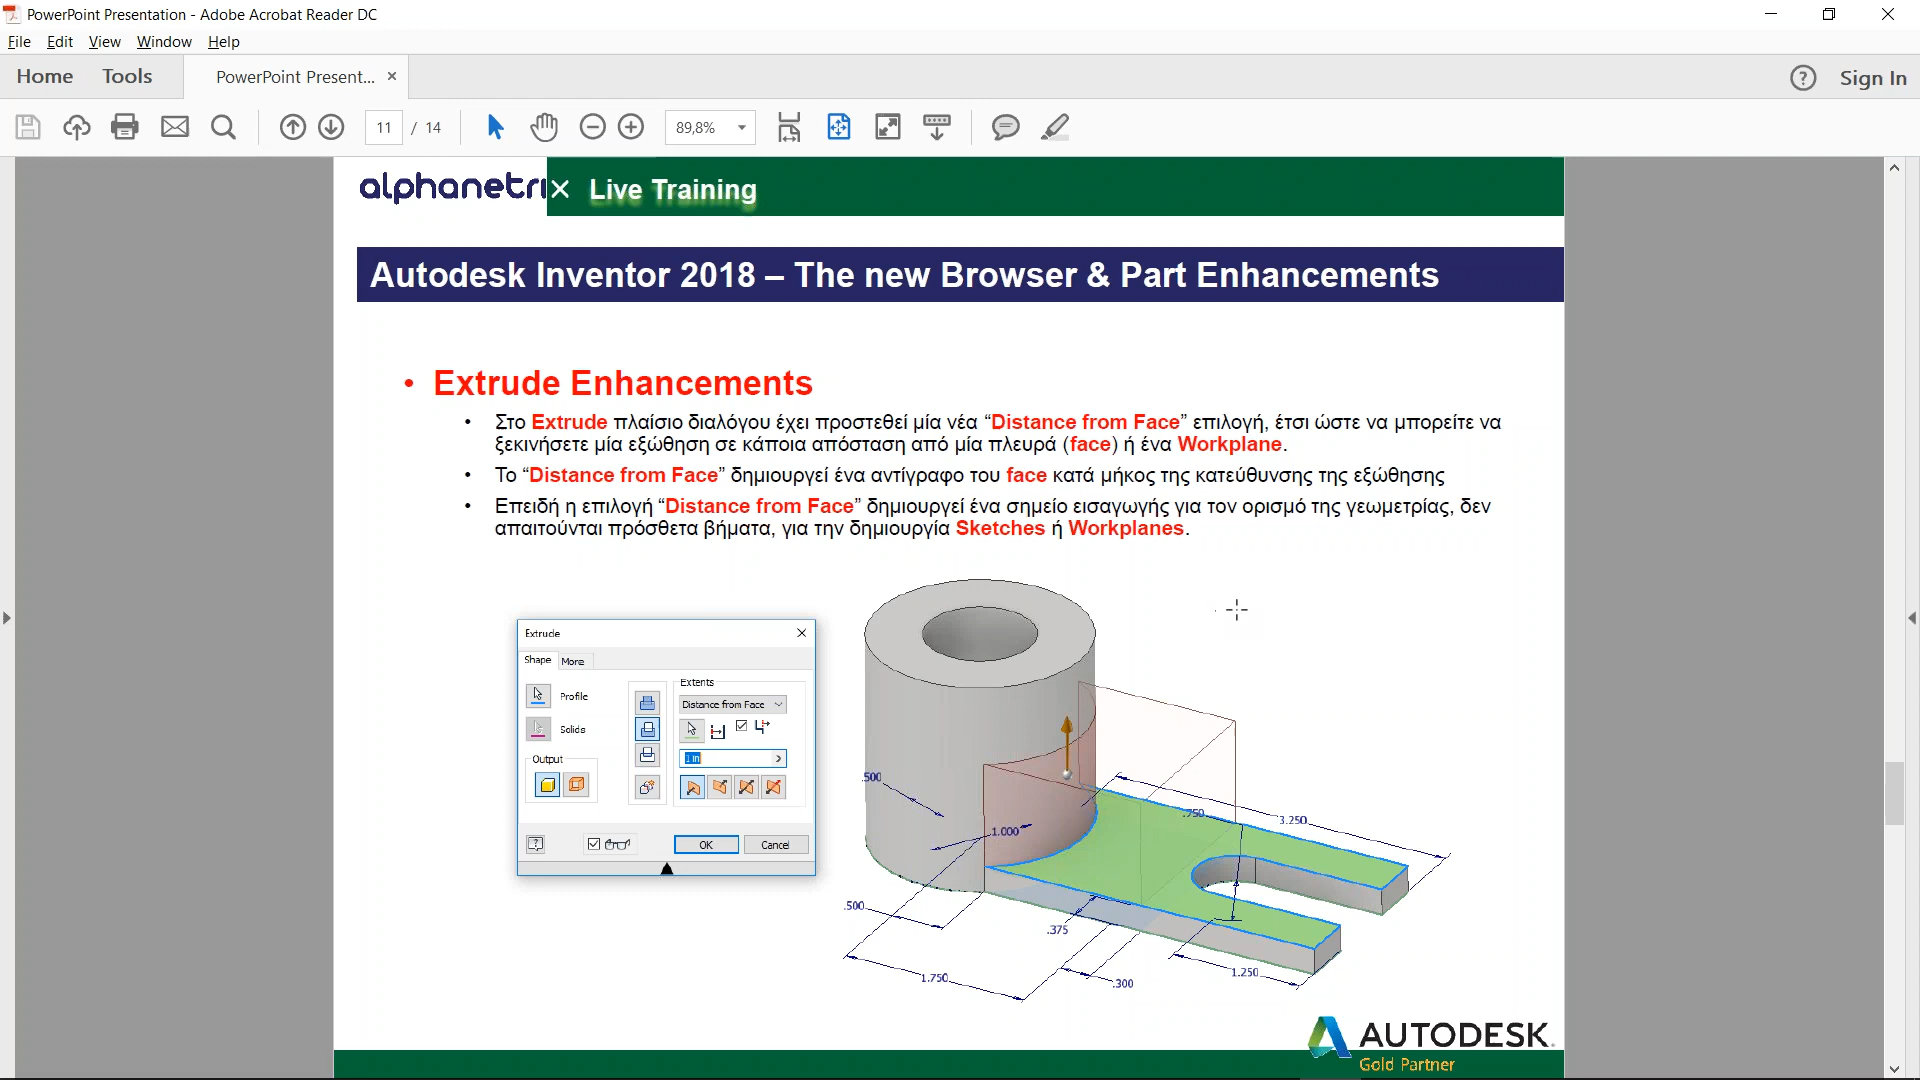 PowerPoint Presentation - Adobe Acrobat Reader DC
File Edit View Window Help
Home Tools PowerPoint Present... Sign In
11 / 14 89,8%
alphanetrix Live Training
Autodesk Inventor 2018 – The new Browser & Part Enhancements
• Extrude Enhancements
• Στο Extrude πλαίσιο διαλόγου έχει προστεθεί μία νέα “Distance from Face” επιλογή, έτσι ώστε να μπορείτε να
ξεκινήσετε μία εξώθηση σε κάποια απόσταση από μία πλευρά (face) ή ένα Workplane.
• Το “Distance from Face” δημιουργεί ένα αντίγραφο του face κατά μήκος της κατεύθυνσης της εξώθησης
• Επειδή η επιλογή “Distance from Face” δημιουργεί ένα σημείο εισαγωγής για τον ορισμό της γεωμετρίας, δεν
απαιτούνται πρόσθετα βήματα, για την δημιουργία Sketches ή Workplanes.
Extrude
Shape More
Extents
Profile
Distance from Face
Solids
Output
1 in
OK Cancel
.500
1.000
.750
3.250
.500
.375
1.750
.300
1.250
AUTODESK.
Gold Partner